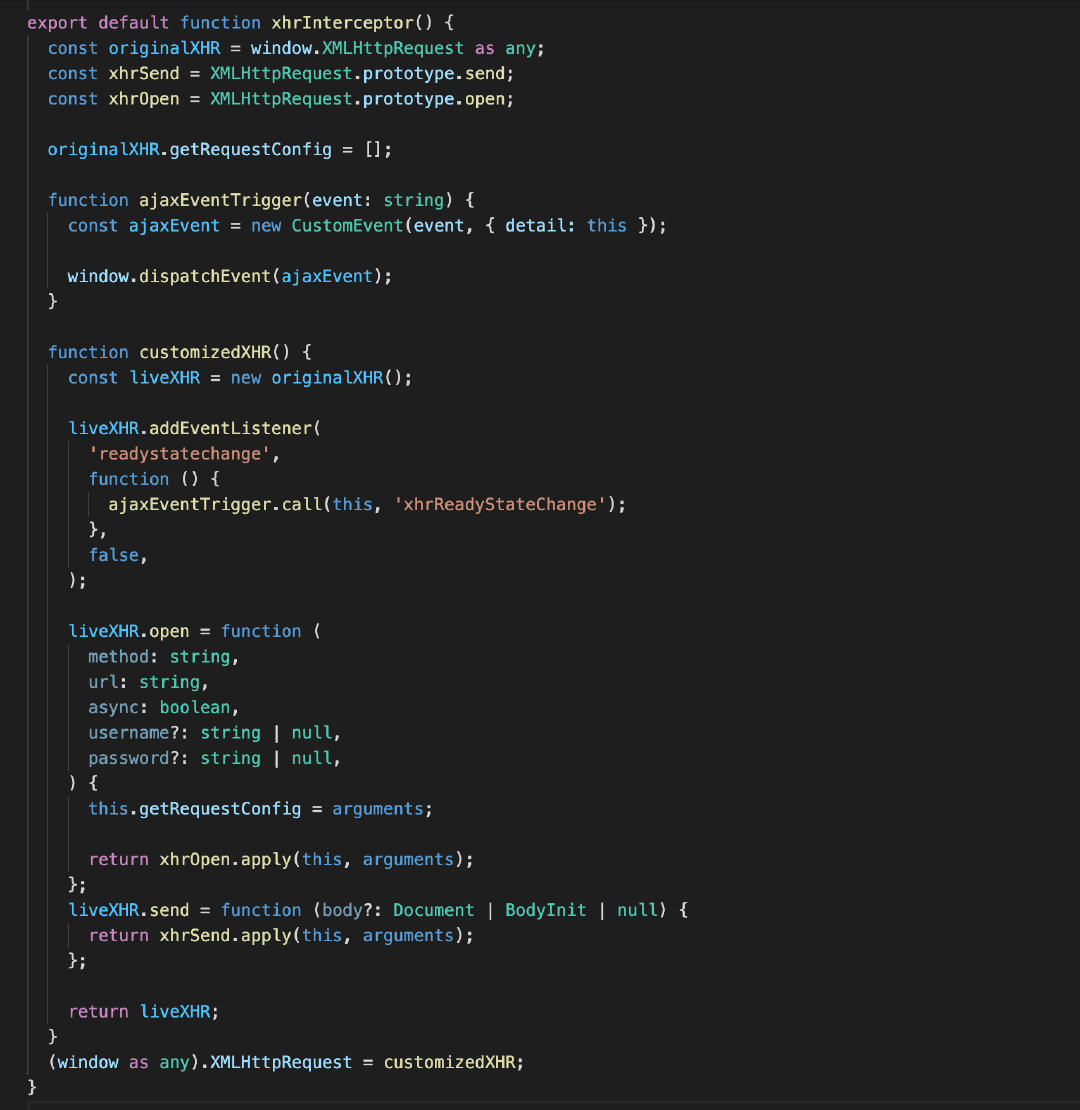 export default function xhrInterceptor() {
  const originalXHR = window.XMLHttpRequest as any;
  const xhrSend = XMLHttpRequest.prototype.send;
  const xhrOpen = XMLHttpRequest.prototype.open;

  originalXHR.getRequestConfig = [];

  function ajaxEventTrigger(event: string) {
    const ajaxEvent = new CustomEvent(event, { detail: this });

    window.dispatchEvent(ajaxEvent);
  }

  function customizedXHR() {
    const liveXHR = new originalXHR();

    liveXHR.addEventListener(
      'readystatechange',
      function () {
        ajaxEventTrigger.call(this, 'xhrReadyStateChange');
      },
      false,
    );

    liveXHR.open = function (
      method: string,
      url: string,
      async: boolean,
      username?: string | null,
      password?: string | null,
    ) {
      this.getRequestConfig = arguments;

      return xhrOpen.apply(this, arguments);
    };
    liveXHR.send = function (body?: Document | BodyInit | null) {
      return xhrSend.apply(this, arguments);
    };

    return liveXHR;
  }
  (window as any).XMLHttpRequest = customizedXHR;
}